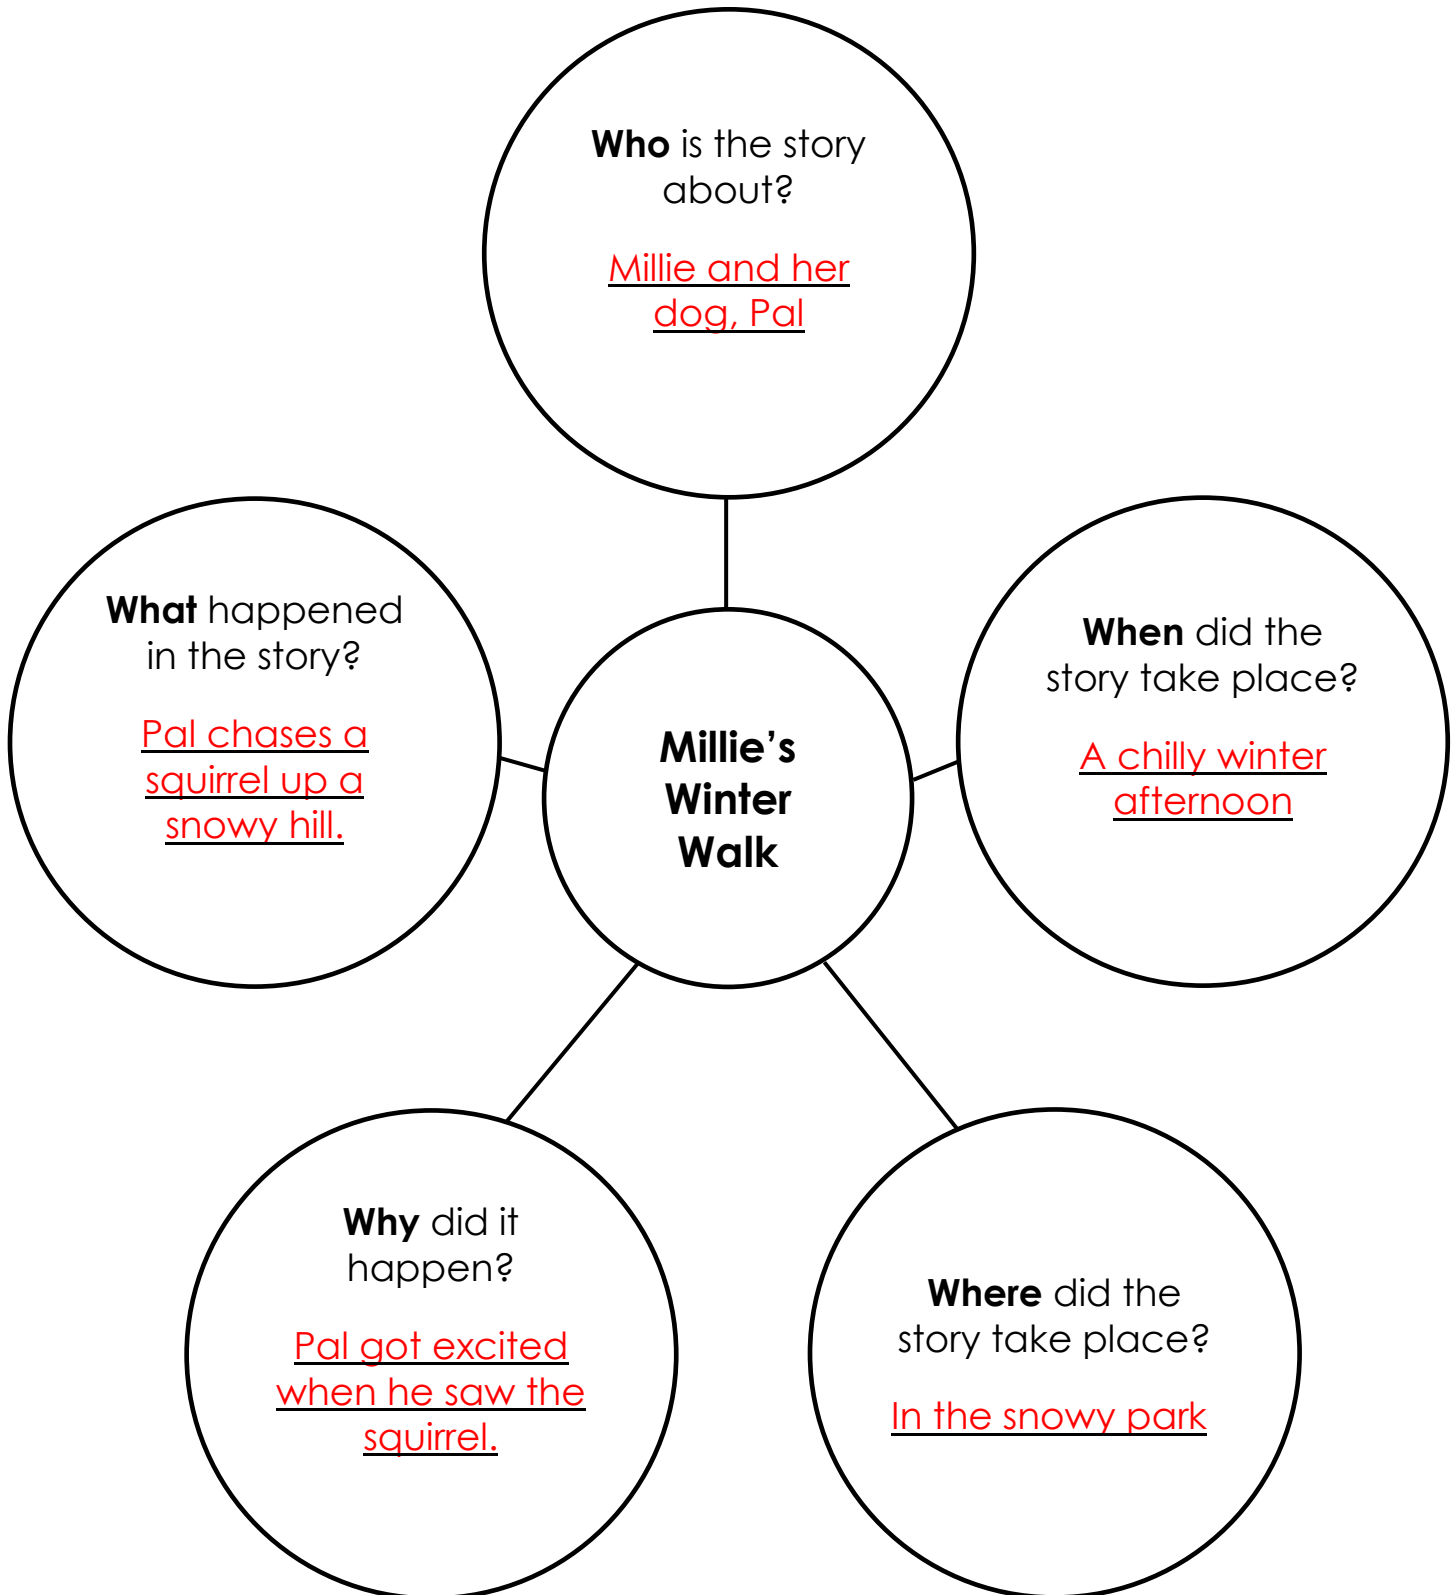 Who is the story
about?
Millie and her
dog, Pal
What happened
in the story?
Pal chases a
squirrel up a
snowy hill.
Millie’s
Winter
Walk
When did the
story take place?
A chilly winter
afternoon
Why did it
happen?
Pal got excited
when he saw the
squirrel.
Where did the
story take place?
In the snowy park